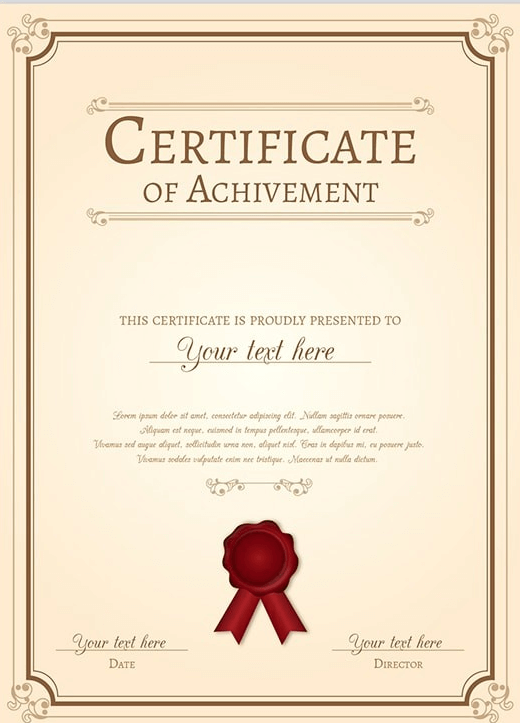 CERTIFICATE
OF ACHIVEMENT
THIS CERTIFICATE IS PROUDLY PRESENTED TO
Your text here
Lorem ipsum dolor sit amet, consectetur adipiscing elit. Nullam sagittis ornare posuere.
Aliquam est neque, euismod in tempus pellentesque, ullamcorper id erat.
Vivamus sed augue aliquet, sollicitudin urna non, aliquet nisl. Cras in dapibus mi, eu posuere justo.
Vivamus sodales vulputate enim nec tristique. Maecenas ut nulla dictum.
Your text here Your text here
DATE DIRECTOR